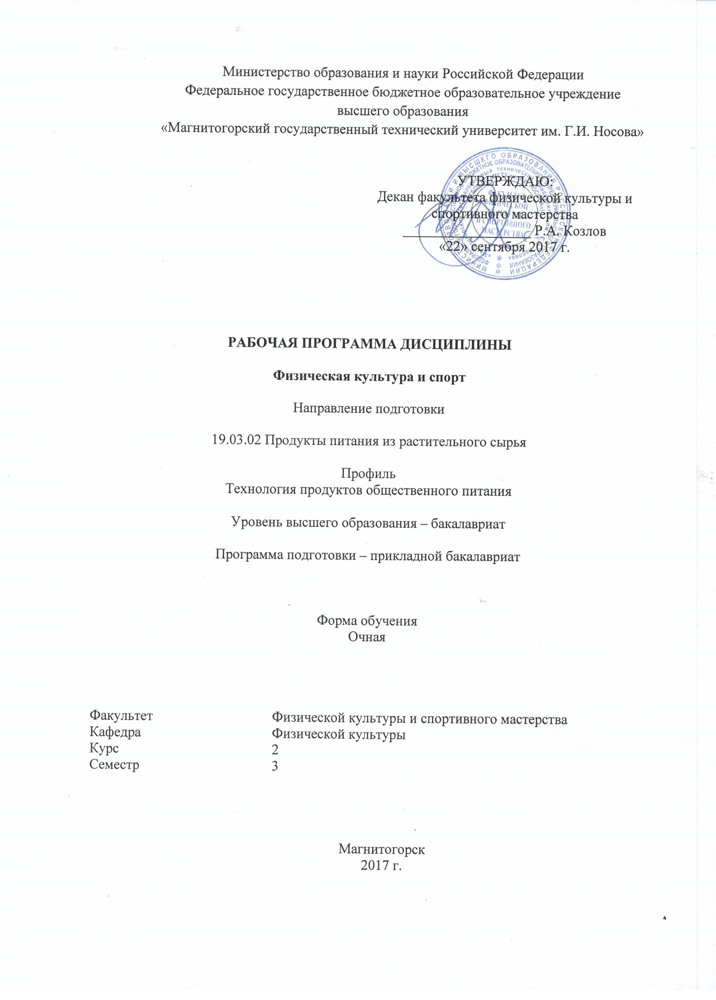 Министерство образования и науки Российской Федерации
Федеральное государственное бюджетное образовательное учреждение
высшего образования
«Магнитогорский государственный технический университет им. Г.И. Носова»
УТВЕРЖДАЮ:
Декан факультета физической культуры и
спортивного мастерства
Р.А. Козлов
«22» сентября 2017 г.
РАБОЧАЯ ПРОГРАММА ДИСЦИПЛИНЫ
Физическая культура и спорт
Направление подготовки
19.03.02 Продукты питания из растительного сырья
Профиль
Технология продуктов общественного питания
Уровень высшего образования – бакалавриат
Программа подготовки – прикладной бакалавриат
Форма обучения
Очная
Факультет Физической культуры и спортивного мастерства
Кафедра Физической культуры
Курс 2
Семестр 3
Магнитогорск
2017 г.